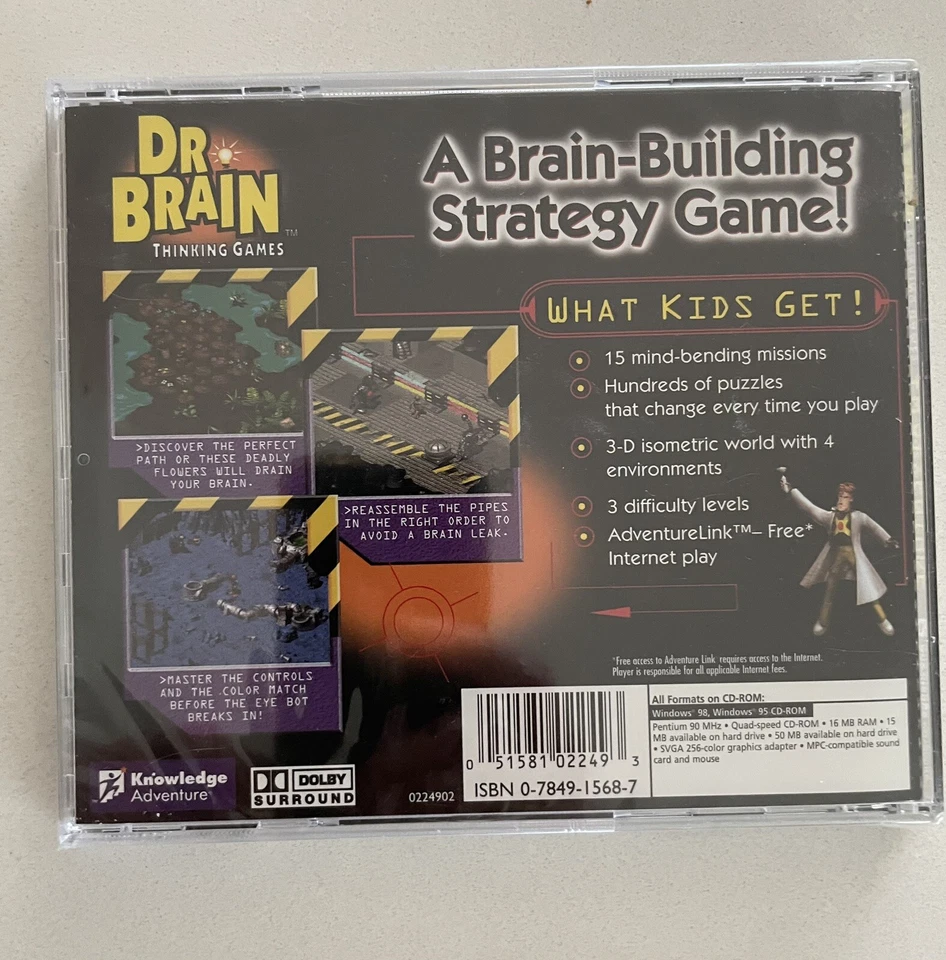 DR.
BRAIN™
THINKING GAMES
A Brain-Building
Strategy Game!
WHAT KIDS GET!
15 mind-bending missions
Hundreds of puzzles
that change every time you play
3-D isometric world with 4
environments
3 difficulty levels
AdventureLink™– Free*
Internet play
>DISCOVER THE PERFECT
PATH OR THESE DEADLY
FLOWERS WILL DRAIN
YOUR BRAIN.
>REASSEMBLE THE PIPES
IN THE RIGHT ORDER TO
AVOID A BRAIN LEAK.
>MASTER THE CONTROLS
AND THE COLOR MATCH
BEFORE THE EYE BOT
BREAKS IN!
*Free access to Adventure Link requires access to the Internet.
Player is responsible for all applicable Internet fees.
Knowledge
Adventure®
DOLBY
SURROUND
0224902
0 51581 02249 3
ISBN 0-7849-1568-7
All Formats on CD-ROM:
Windows® 98, Windows® 95 CD-ROM
Pentium 90 MHz • Quad-speed CD-ROM • 16 MB RAM • 15
MB available on hard drive • 50 MB available on hard drive
• SVGA 256-color graphics adapter • MPC-compatible sound
card and mouse